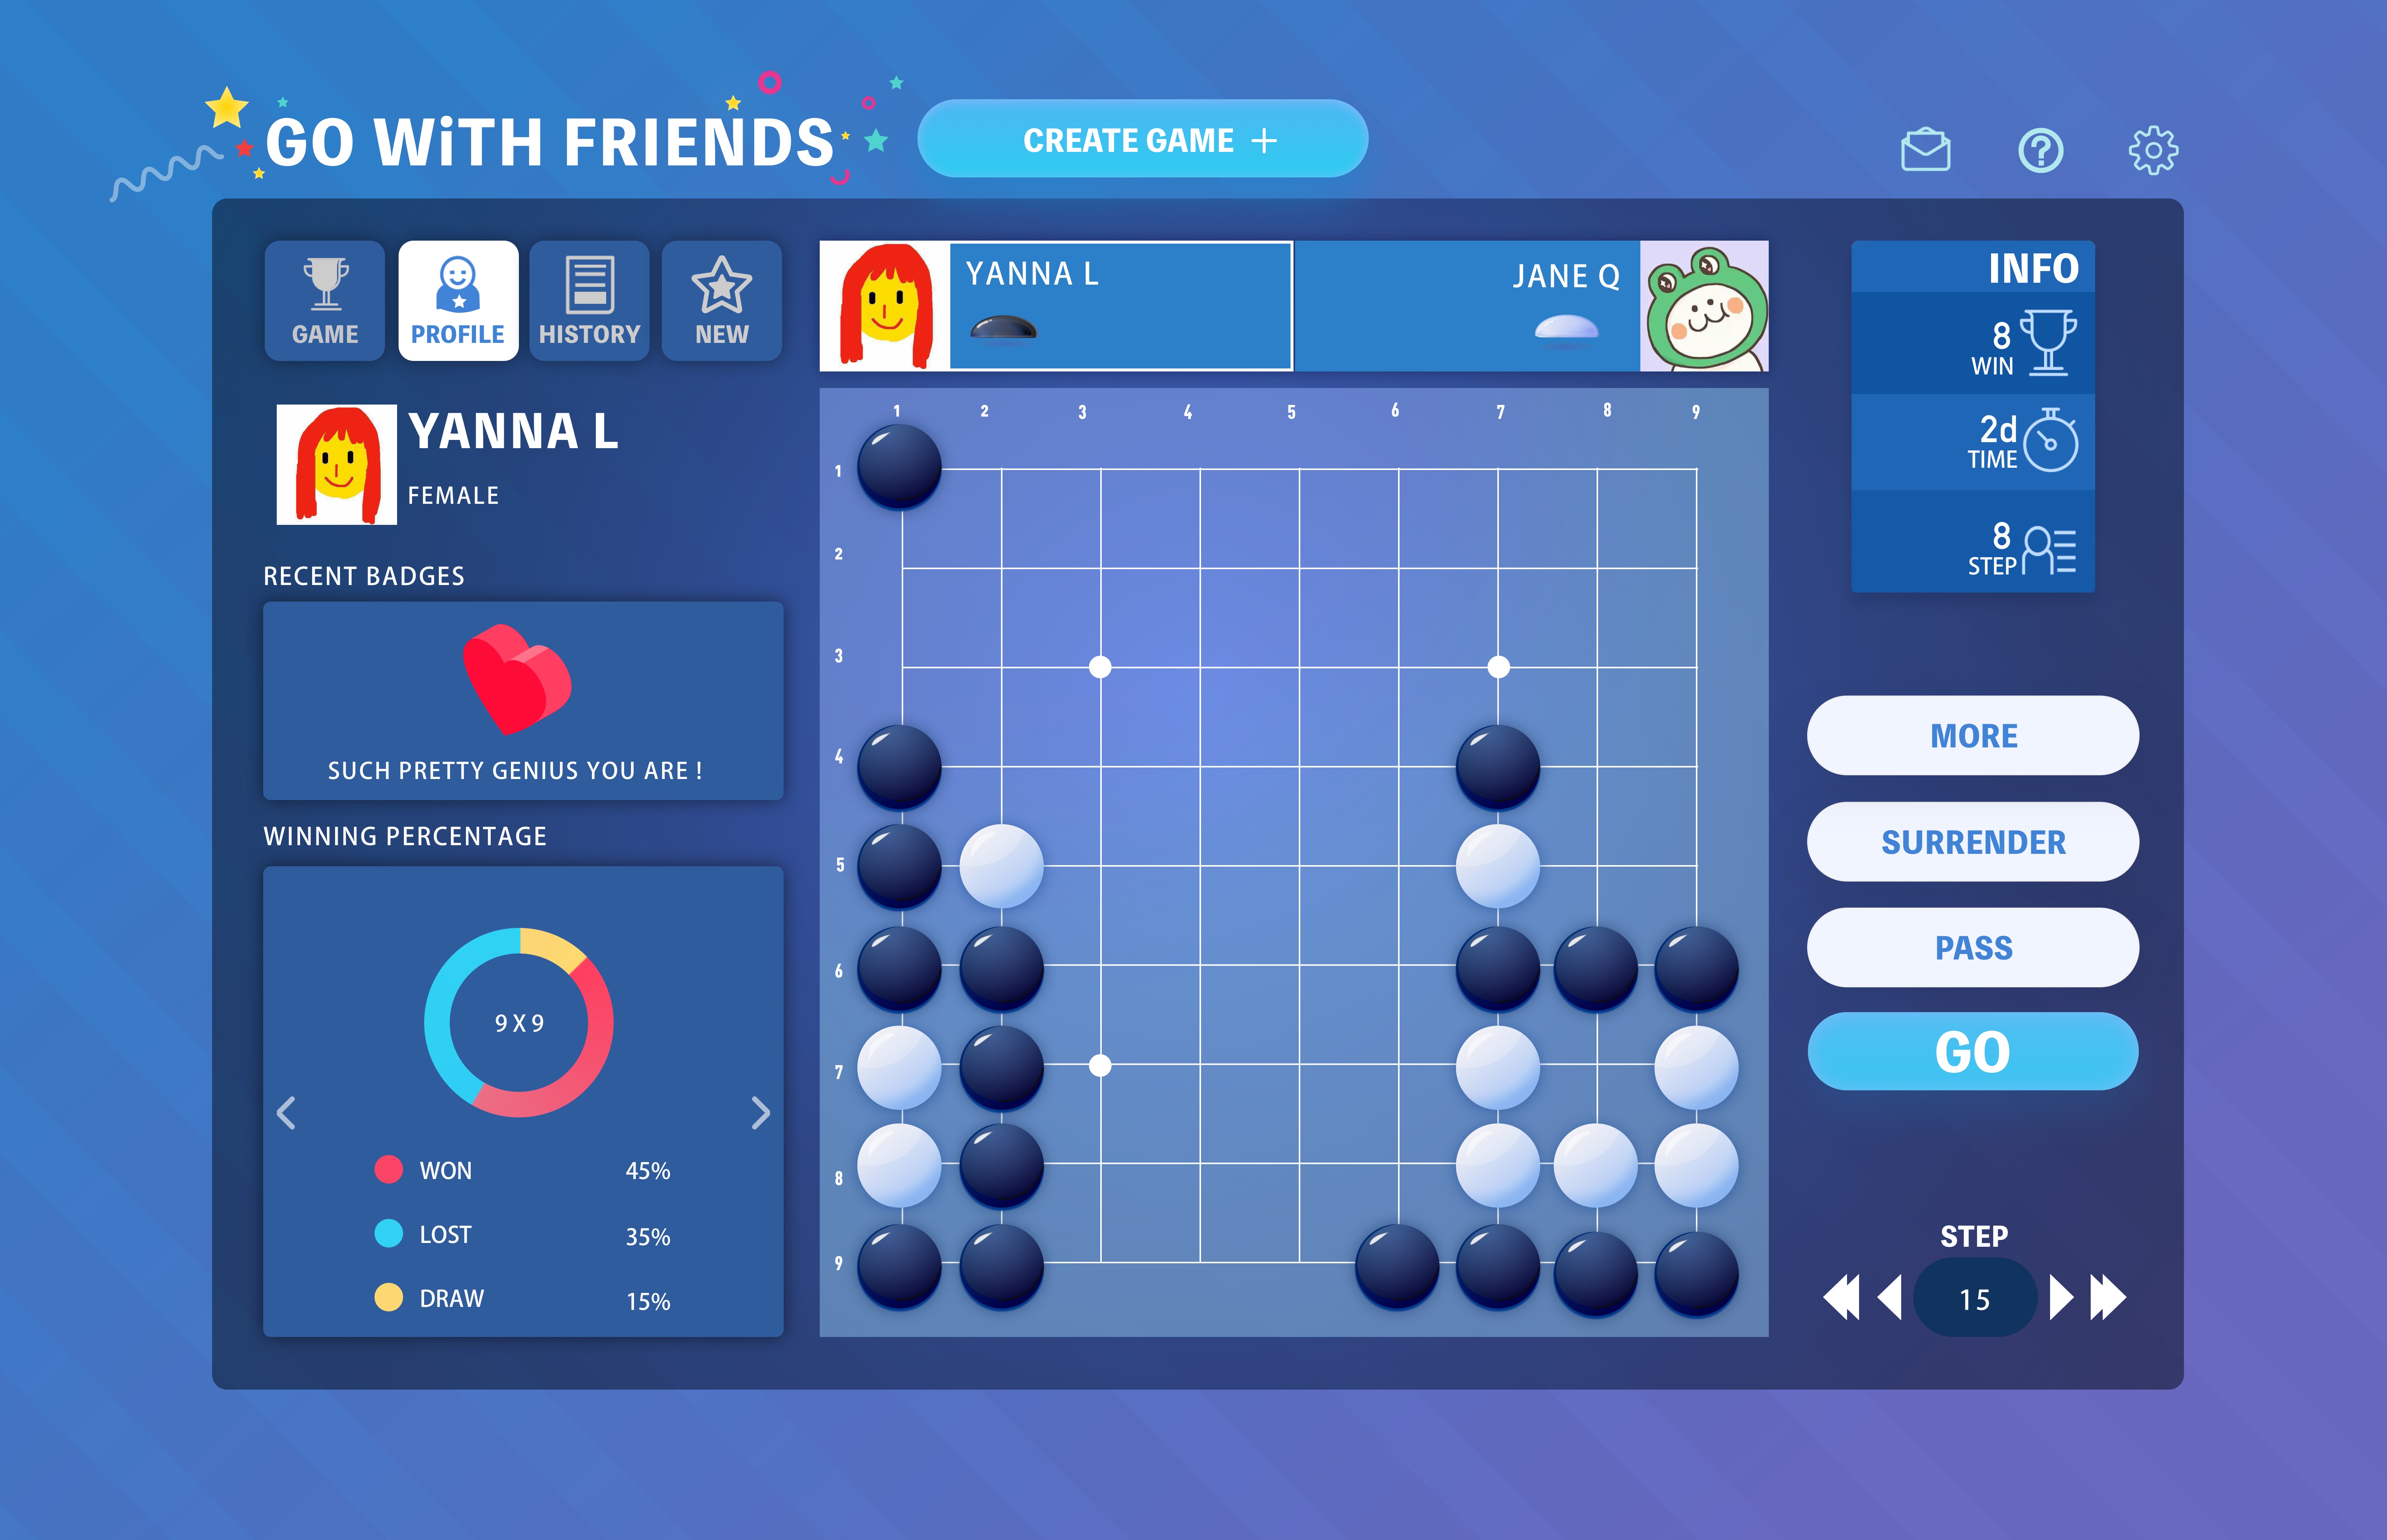 GO WiTH FRIENDS
CREATE GAME +
GAME
PROFILE
HISTORY
NEW
YANNA L
JANE Q
INFO
8
WIN
2d
TIME
8
STEP
YANNA L
FEMALE
RECENT BADGES
SUCH PRETTY GENIUS YOU ARE !
WINNING PERCENTAGE
9 X 9
WON 45%
LOST 35%
DRAW 15%
1 2 3 4 5 6 7 8 9
1
2
3
4
5
6
7
8
9
MORE
SURRENDER
PASS
GO
STEP
15